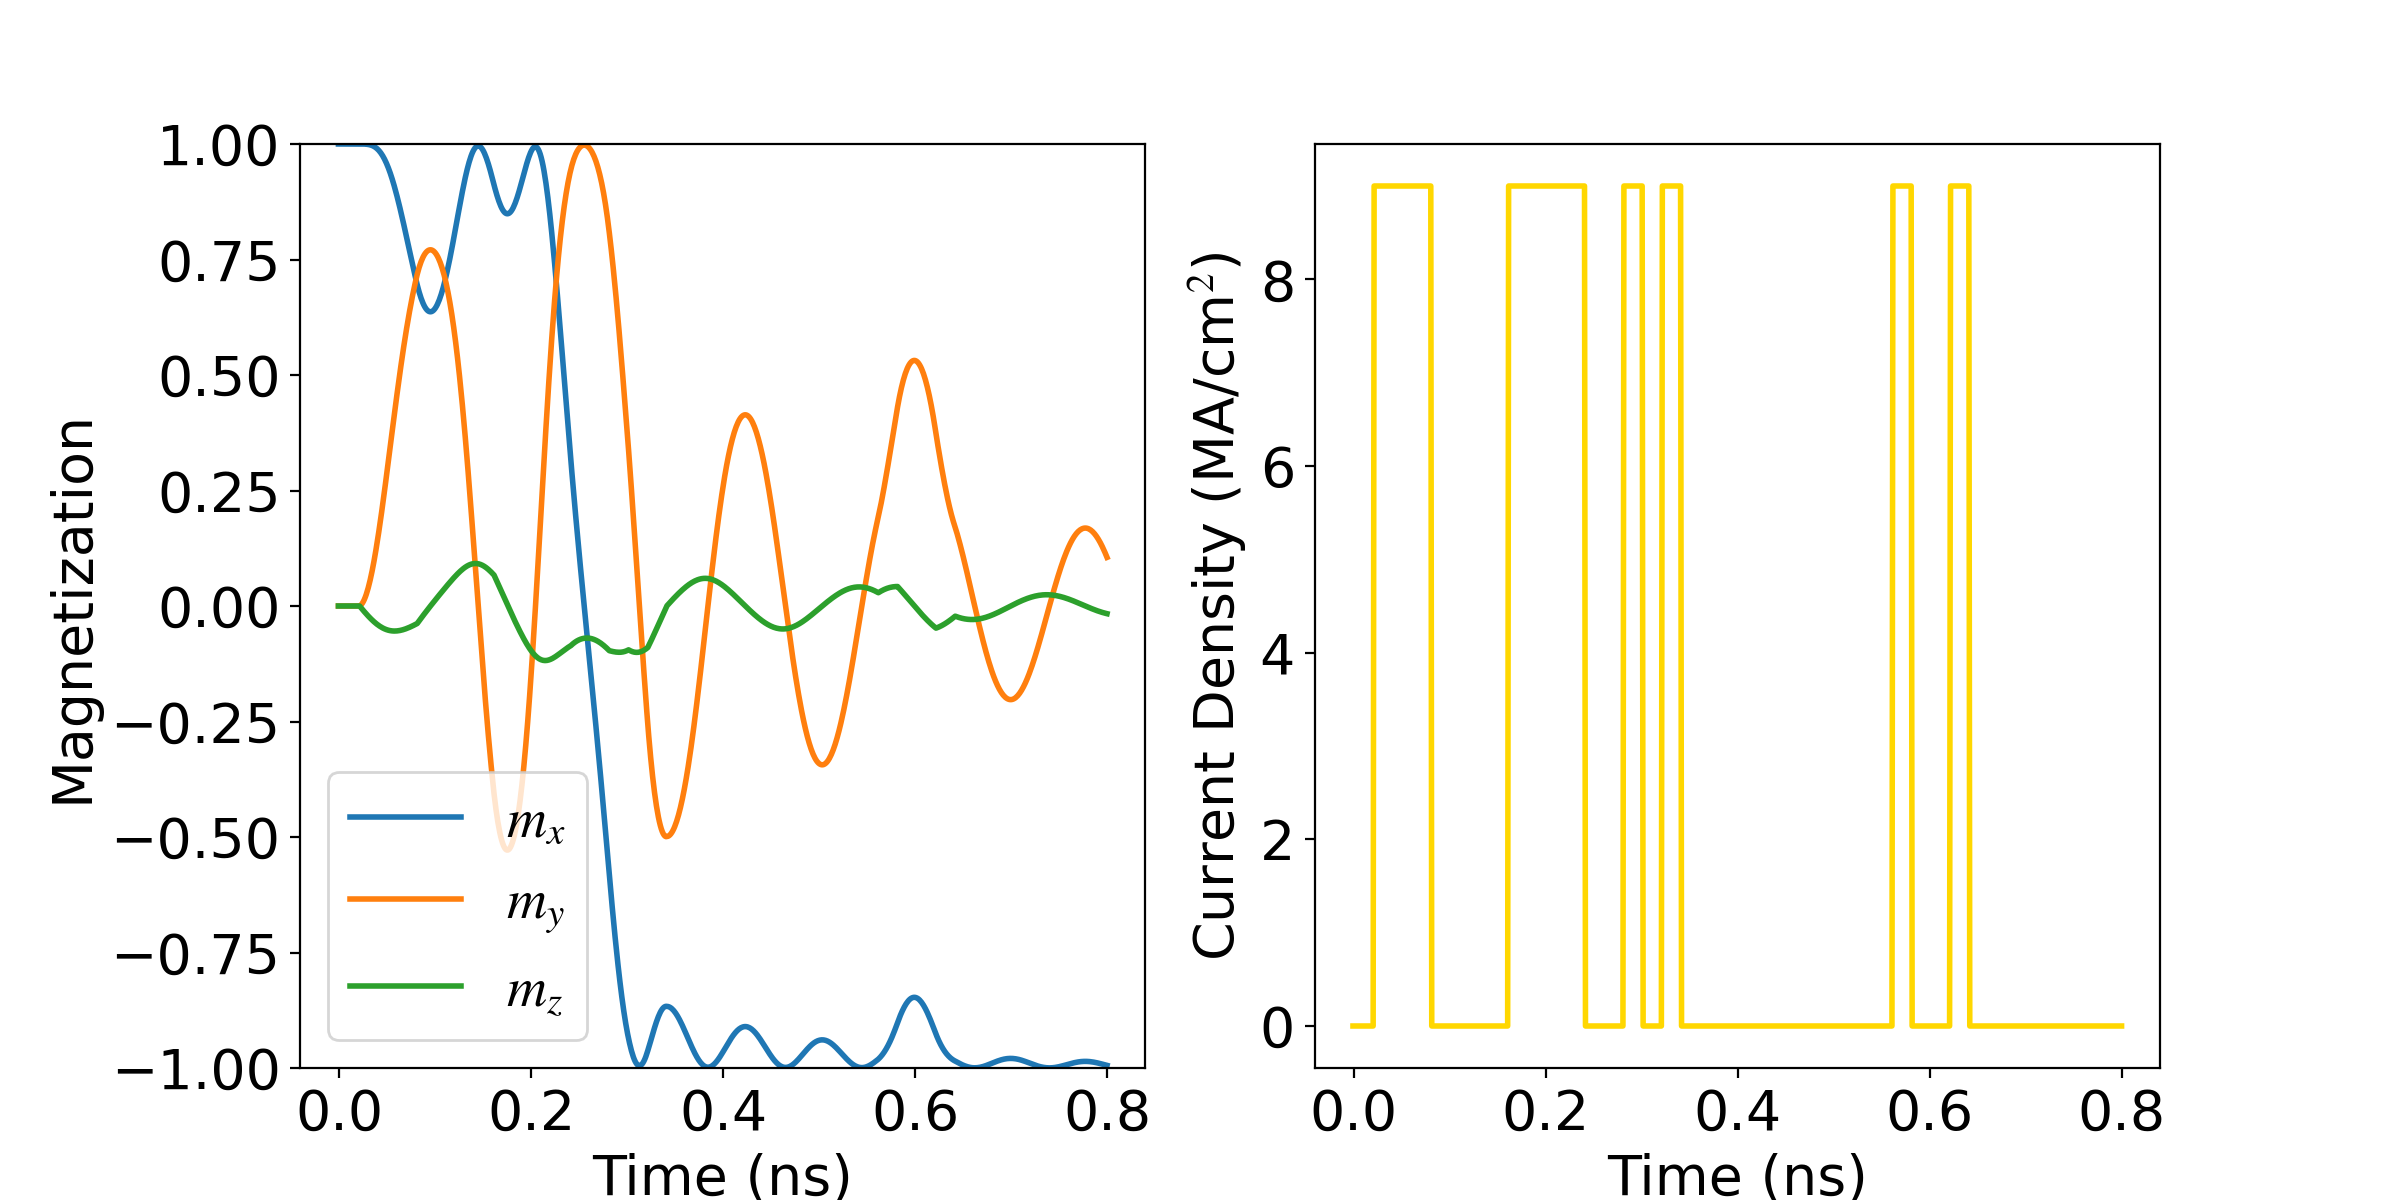 Magnetization
1.00
0.75
0.50
0.25
0.00
−0.25
−0.50
−0.75
−1.00
m_x
m_y
m_z
0.0 0.2 0.4 0.6 0.8
Time (ns)
Current Density (MA/cm²)
8
6
4
2
0
0.0 0.2 0.4 0.6 0.8
Time (ns)